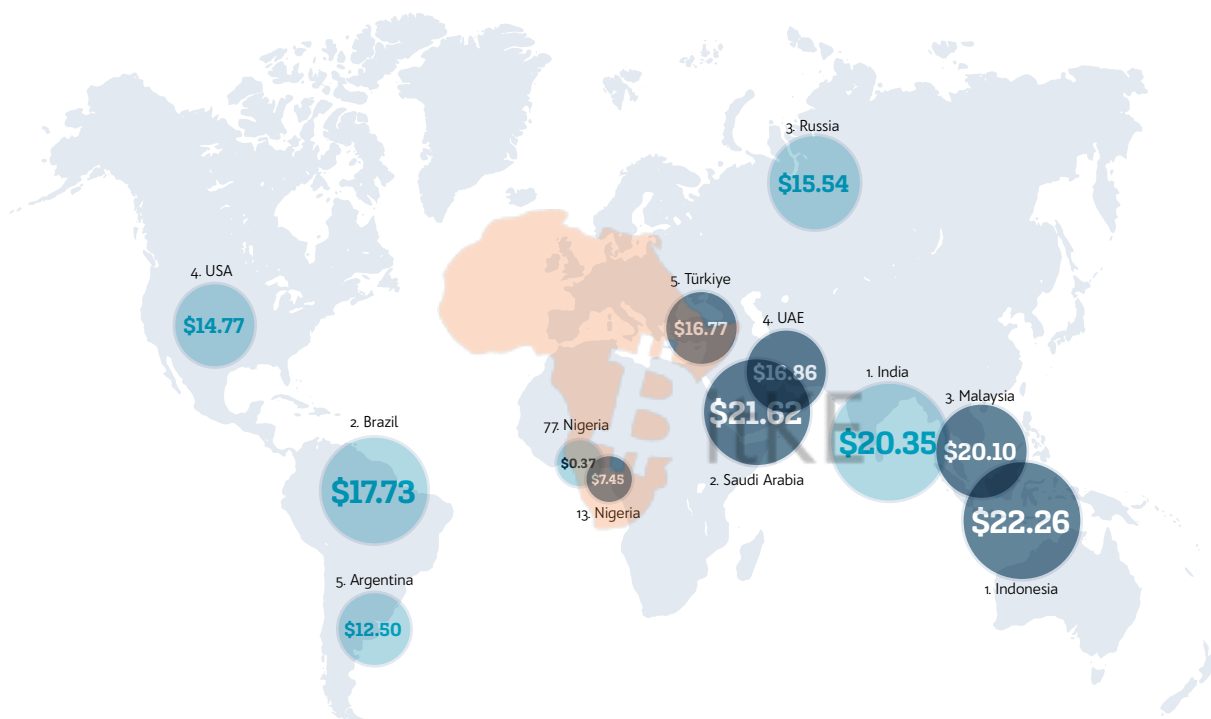 3. Russia
$15.54
4. USA
$14.77
5. Türkiye
$16.77
4. UAE
$16.86
1. India
$20.35
3. Malaysia
$20.10
2. Brazil
$17.73
$21.62
2. Saudi Arabia
77. Nigeria
$0.37
$7.45
13. Nigeria
$22.26
1. Indonesia
5. Argentina
$12.50